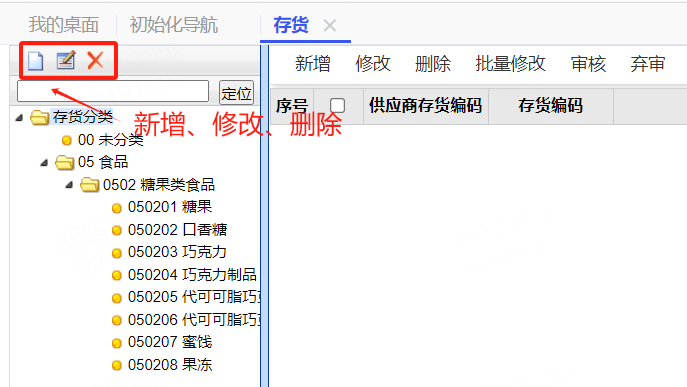 我的桌面 初始化导航 存货 ×
新增 修改 删除 批量修改 审核 弃审
定位
序号 供应商存货编码 存货编码
存货分类
新增、修改、删除
00 未分类
05 食品
0502 糖果类食品
050201 糖果
050202 口香糖
050203 巧克力
050204 巧克力制品
050205 代可可脂巧
050206 代可可脂巧
050207 蜜饯
050208 果冻